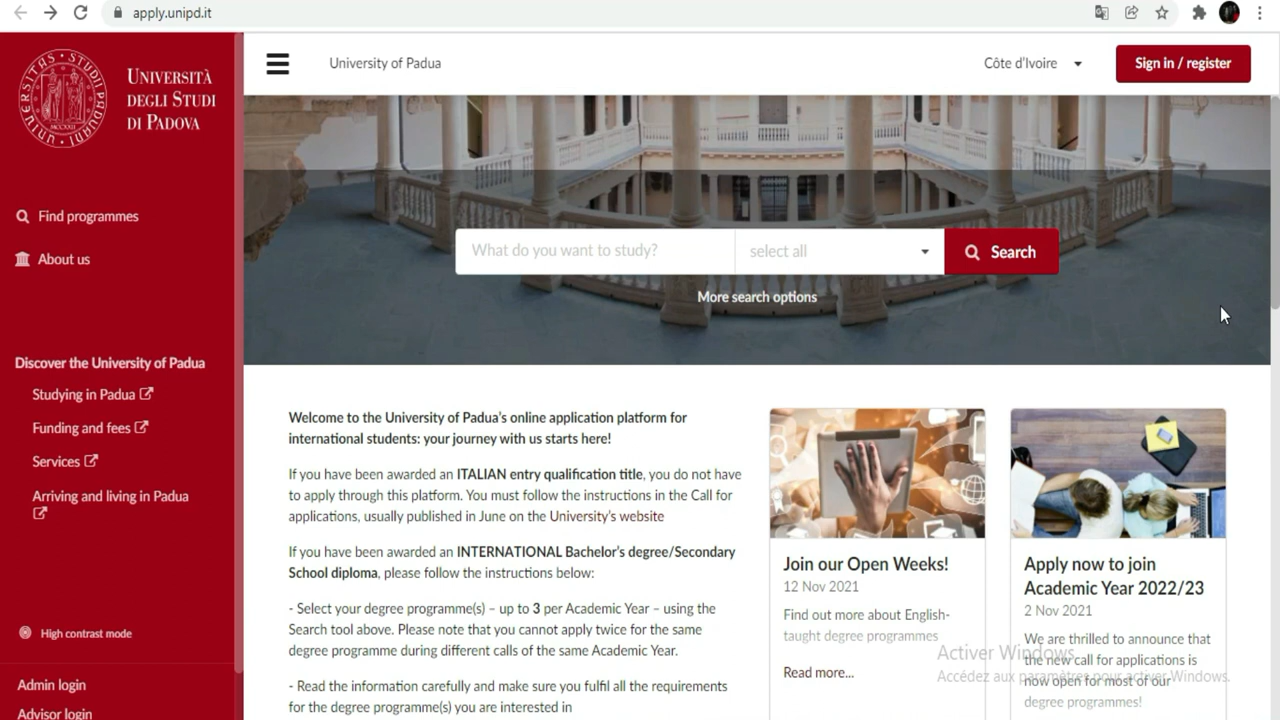 apply.unipd.it
UNIVERSITÀ
DEGLI STUDI
DI PADOVA
UNIVERSITAS STUDII PADUANI
MCCXXII
University of Padua
Côte d'Ivoire
Sign in / register
Find programmes
About us
Discover the University of Padua
Studying in Padua
Funding and fees
Services
Arriving and living in Padua
High contrast mode
Admin login
Advisor login
What do you want to study?
select all
Search
More search options
Welcome to the University of Padua's online application platform for
international students: your journey with us starts here!
If you have been awarded an ITALIAN entry qualification title, you do not have
to apply through this platform. You must follow the instructions in the Call for
applications, usually published in June on the University's website
If you have been awarded an INTERNATIONAL Bachelor's degree/Secondary
School diploma, please follow the instructions below:
- Select your degree programme(s) – up to 3 per Academic Year – using the
Search tool above. Please note that you cannot apply twice for the same
degree programme during different calls of the same Academic Year.
- Read the information carefully and make sure you fulfil all the requirements
for the degree programme(s) you are interested in
Join our Open Weeks!
12 Nov 2021
Find out more about English-
taught degree programmes
Read more...
Apply now to join
Academic Year 2022/23
2 Nov 2021
We are thrilled to announce that
the new call for applications is
now open for most of our
degree programmes!
Activer Windows
Accédez aux paramètres pour activer Windows.